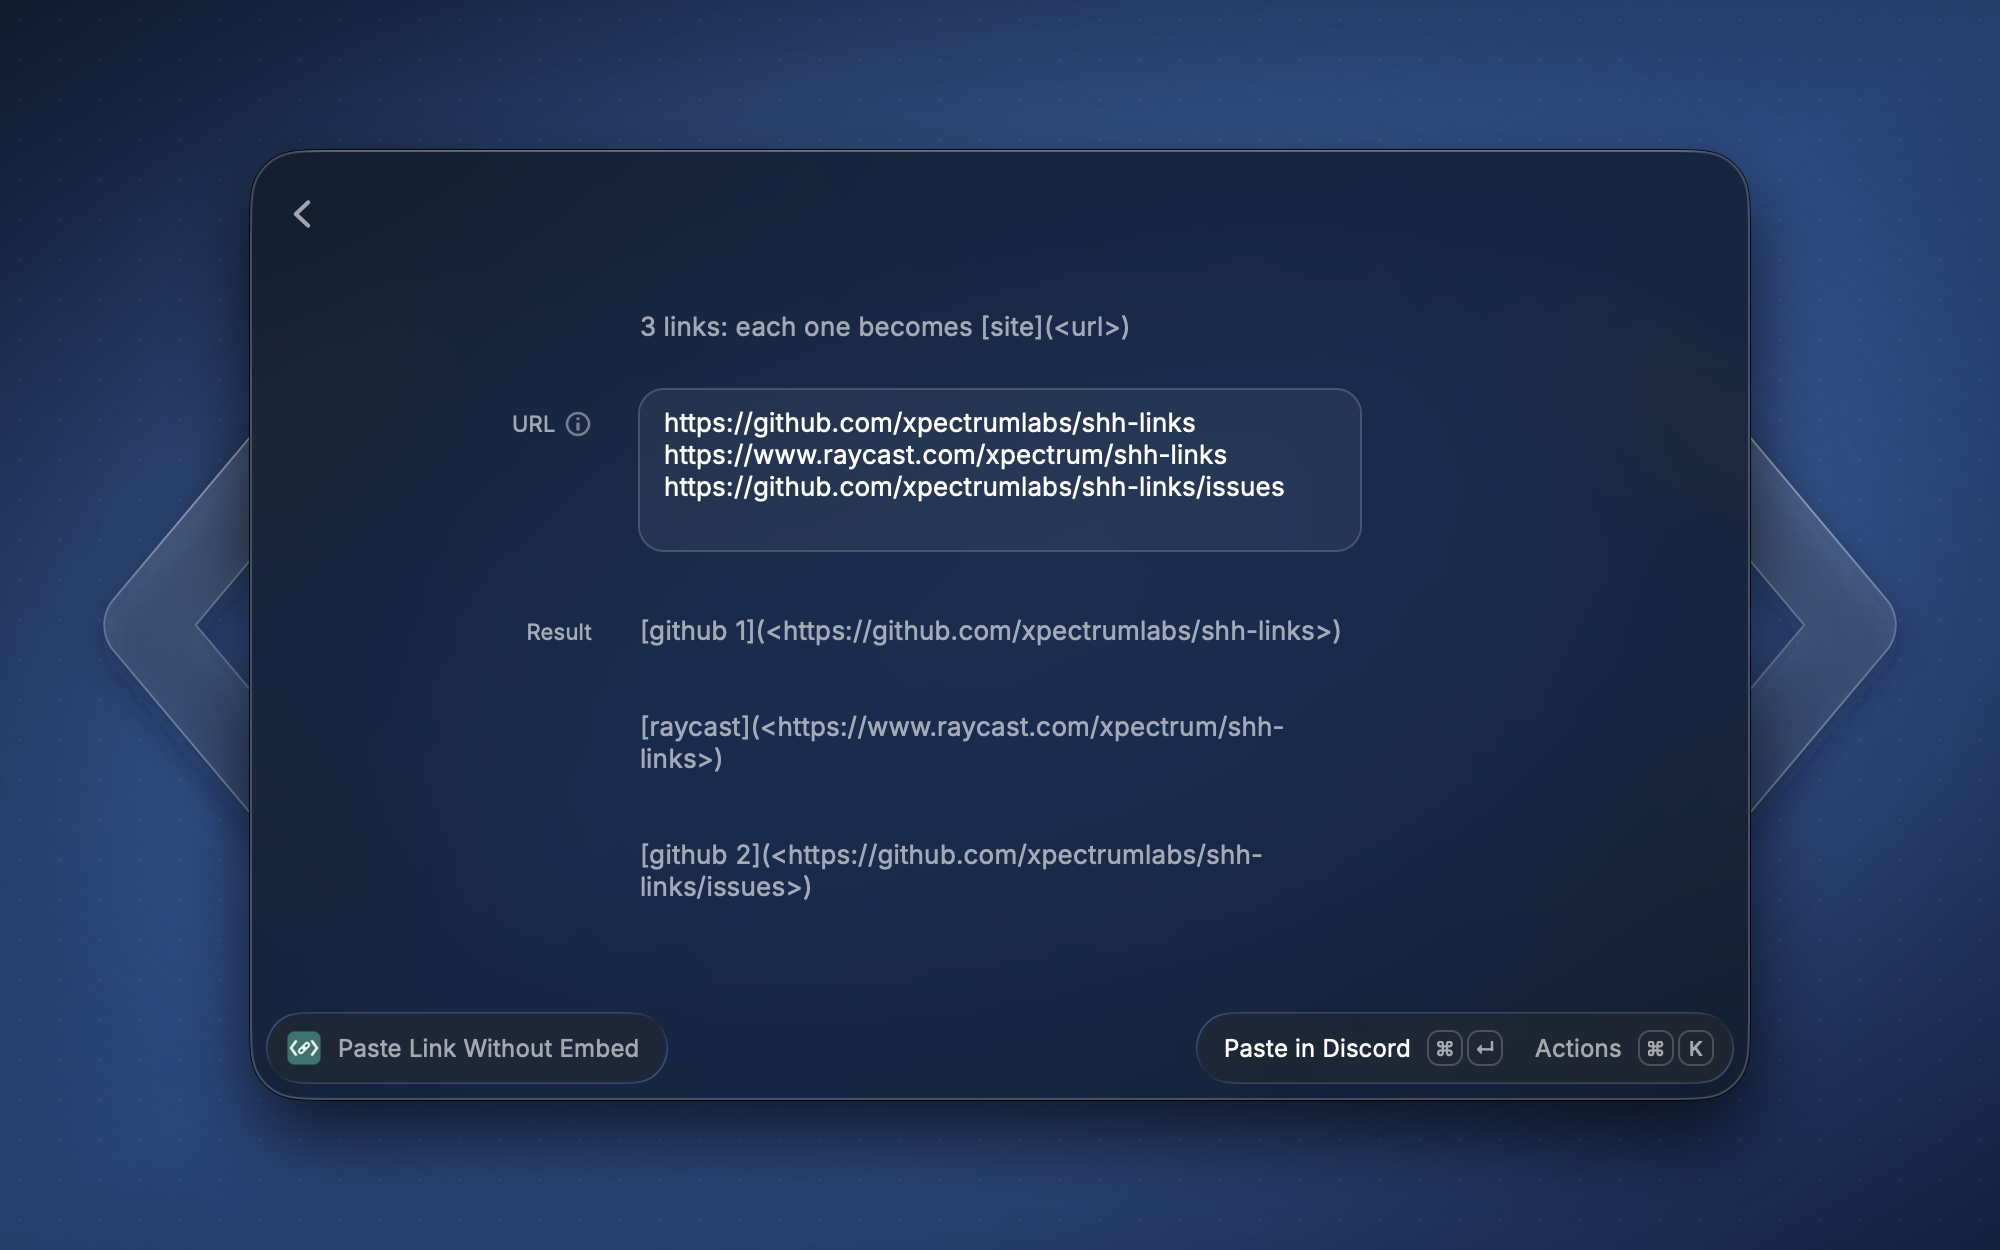 3 links: each one becomes [site](<url>)
URL
https://github.com/xpectrumlabs/shh-links
https://www.raycast.com/xpectrum/shh-links
https://github.com/xpectrumlabs/shh-links/issues
Result
[github 1](<https://github.com/xpectrumlabs/shh-links>)
[raycast](<https://www.raycast.com/xpectrum/shh-
links>)
[github 2](<https://github.com/xpectrumlabs/shh-
links/issues>)
Paste Link Without Embed
Paste in Discord ⌘ ↵ Actions ⌘ K